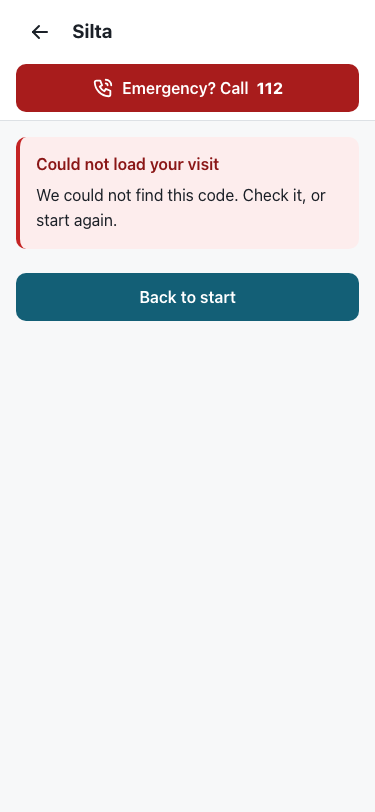 Silta
Emergency? Call 112
Could not load your visit
We could not find this code. Check it, or
start again.
Back to start